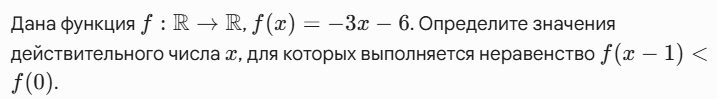 Дана функция f : ℝ → ℝ, f(x) = −3x − 6. Определите значения
действительного числа x, для которых выполняется неравенство f(x − 1) <
f(0).